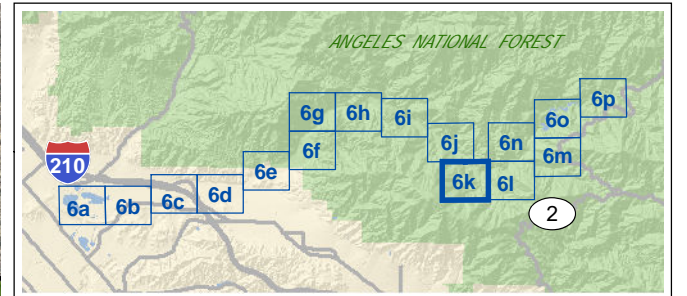 ANGELES NATIONAL FOREST
6p
6g 6h 6i 6o
6j 6n
6f 6m
210 6e
6k 6l
6a 6b 6c 6d
2